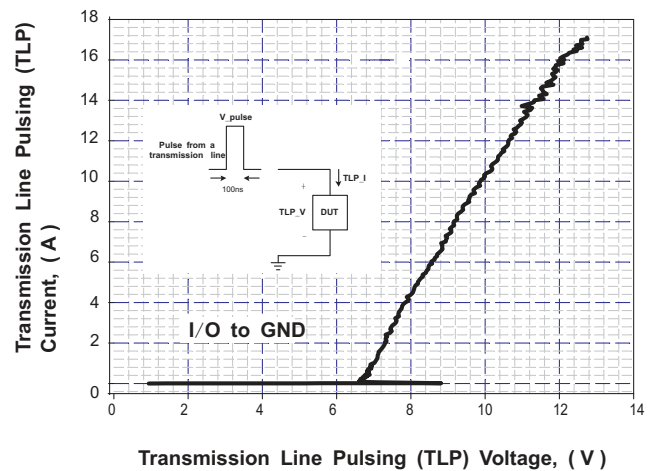 Transmission Line Pulsing (TLP)
Current, ( A )
18
16
14
12
10
8
6
4
2
0
V_pulse
Pulse from a
transmission line
100ns
+
TLP_V
−
DUT
TLP_I
I/O to GND
0 2 4 6 8 10 12 14
Transmission Line Pulsing (TLP) Voltage, ( V )